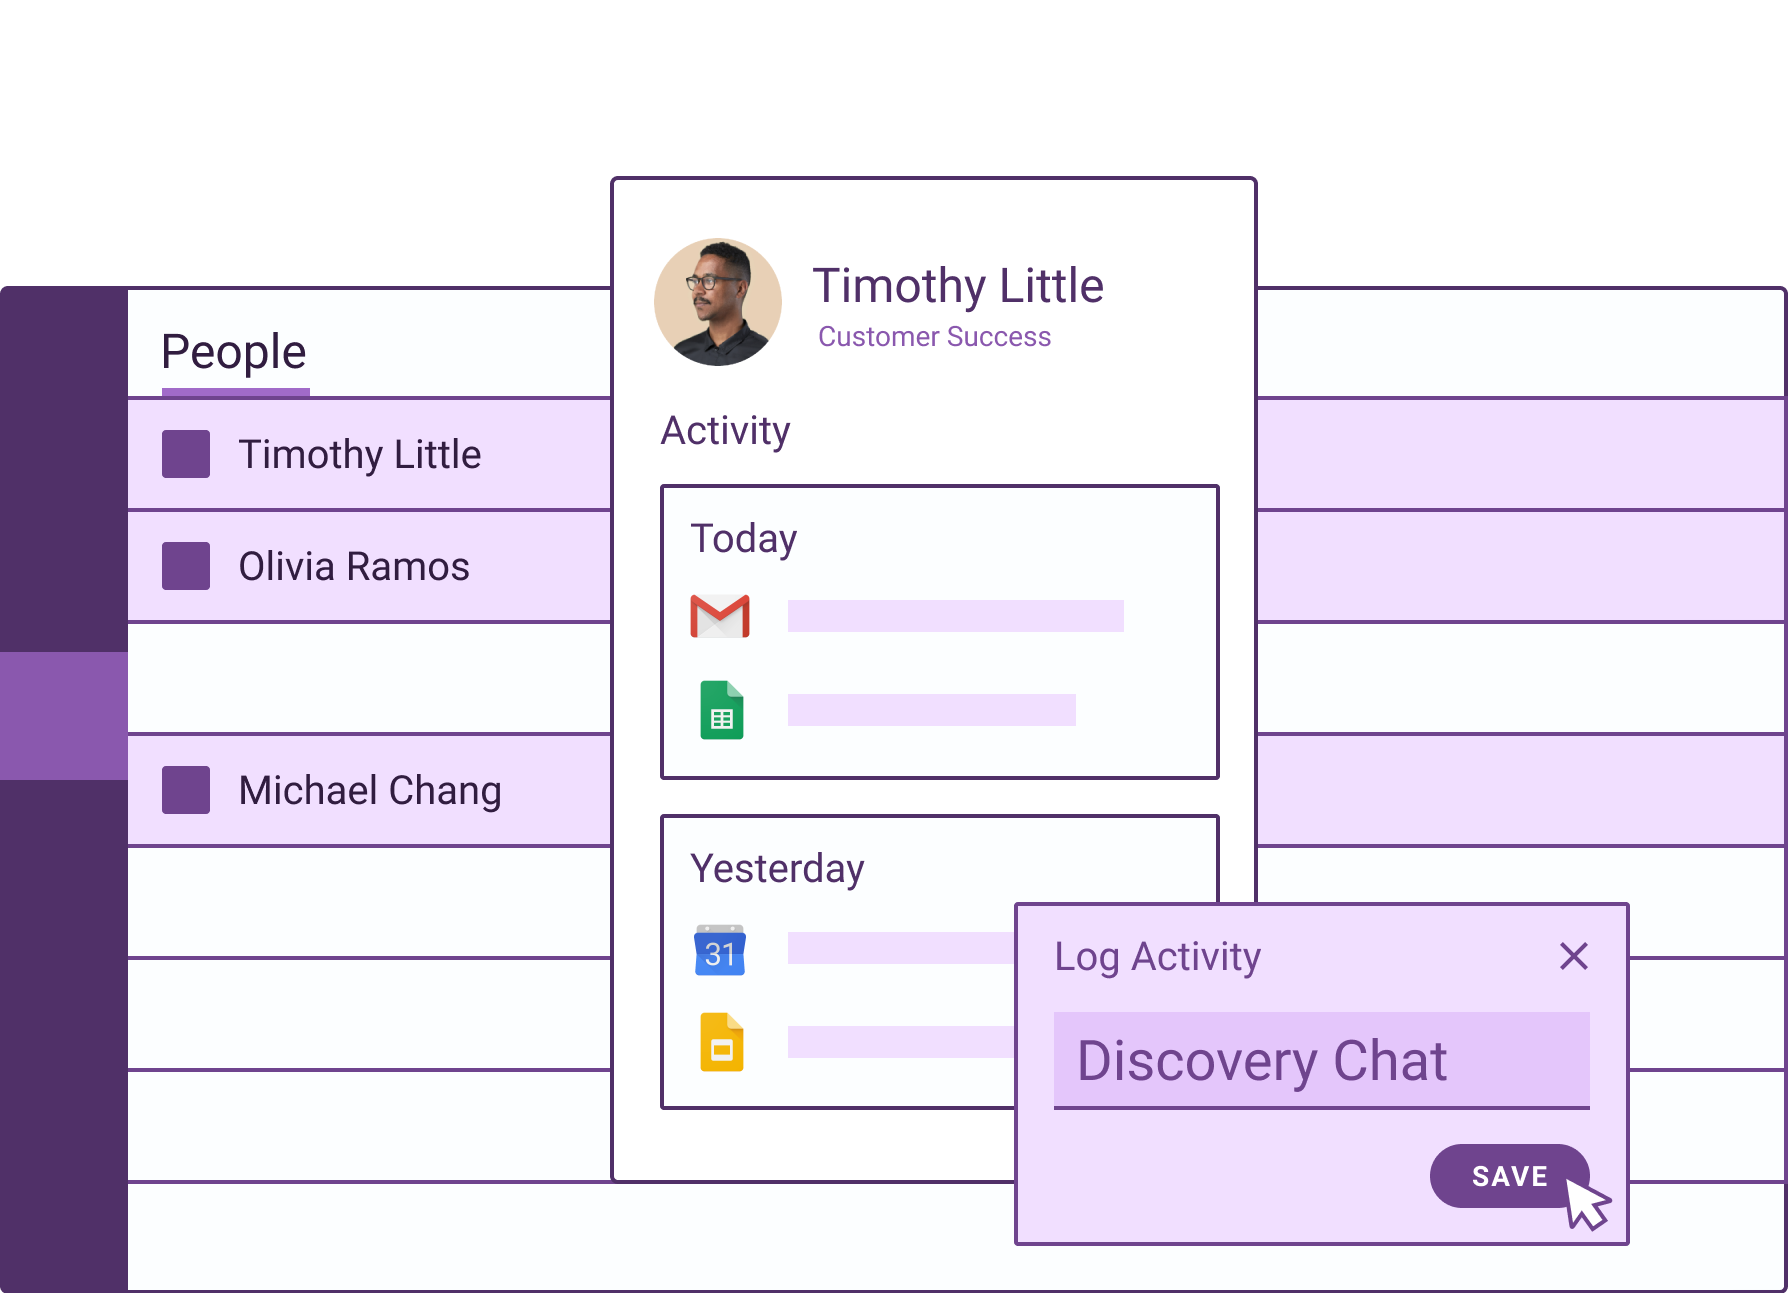 People
Timothy Little
Olivia Ramos
Michael Chang
Timothy Little
Customer Success
Activity
Today
Yesterday
31
Log Activity
Discovery Chat
SAVE